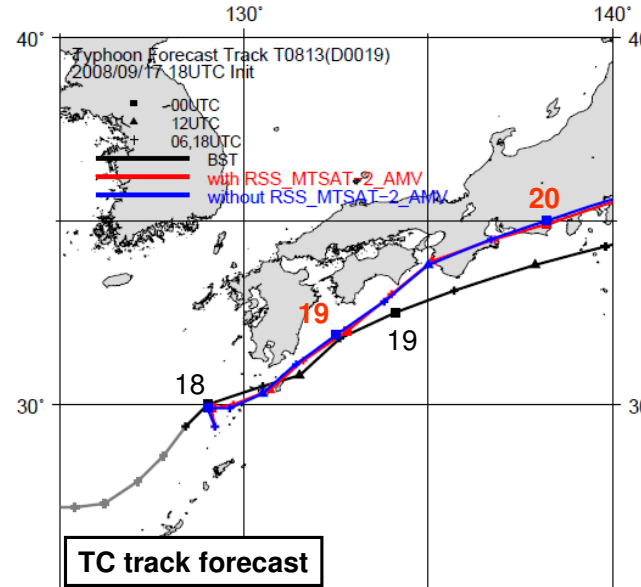 130° 140°
40° 40°
Typhoon Forecast Track T0813(D0019)
2008/09/17 18UTC Init
00UTC
12UTC
06,18UTC
BST
with RSS_MTSAT-2_AMV
without RSS_MTSAT-2_AMV
20
19
19
18
30° 30
TC track forecast